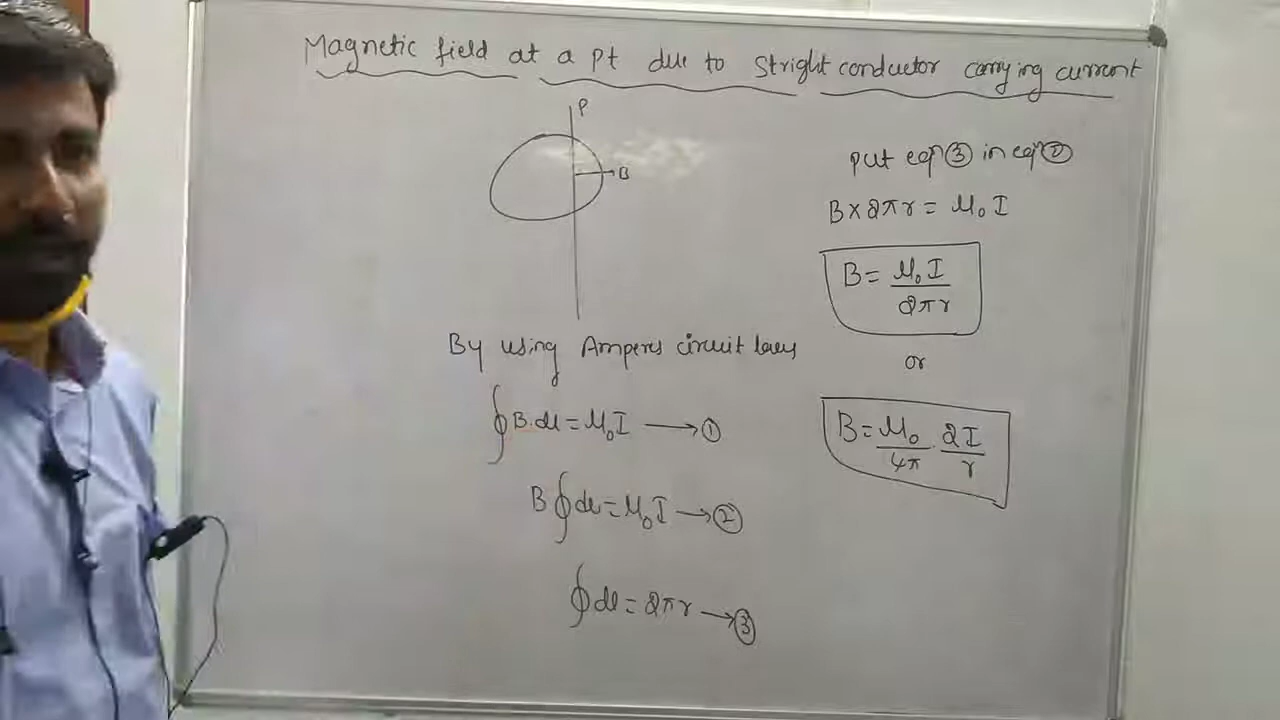 Magnetic field at a Pt due to Stright conductor carrying current
P
B
By using Amperes circuit laws
∮B.dl = μ₀I ⟶ ①
B∮dl = μ₀I ⟶ ②
∮dl = 2πr ⟶ ③
put eqⁿ ③ in eqⁿ ②
B×2πr = μ₀I
B = μ₀I / 2πr
or
B = μ₀/4π . 2I/r